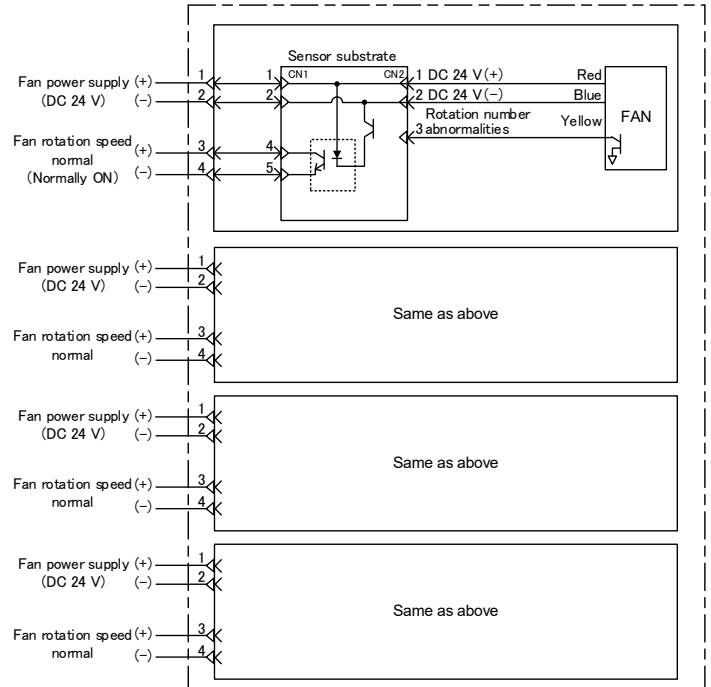 Sensor substrate
Fan power supply (+) 1 1 CN1 CN2 1 DC 24 V(+) Red
(DC 24 V) (-) 2 2 2 DC 24 V(-) Blue
Rotation number
3 abnormalities Yellow FAN
Fan rotation speed (+) 3 4
normal
(Normally ON) (-) 4 5
Fan power supply (+) 1
(DC 24 V) (-) 2
Same as above
Fan rotation speed (+) 3
normal (-) 4
Fan power supply (+) 1
(DC 24 V) (-) 2
Same as above
Fan rotation speed (+) 3
normal (-) 4
Fan power supply (+) 1
(DC 24 V) (-) 2
Same as above
Fan rotation speed (+) 3
normal (-) 4